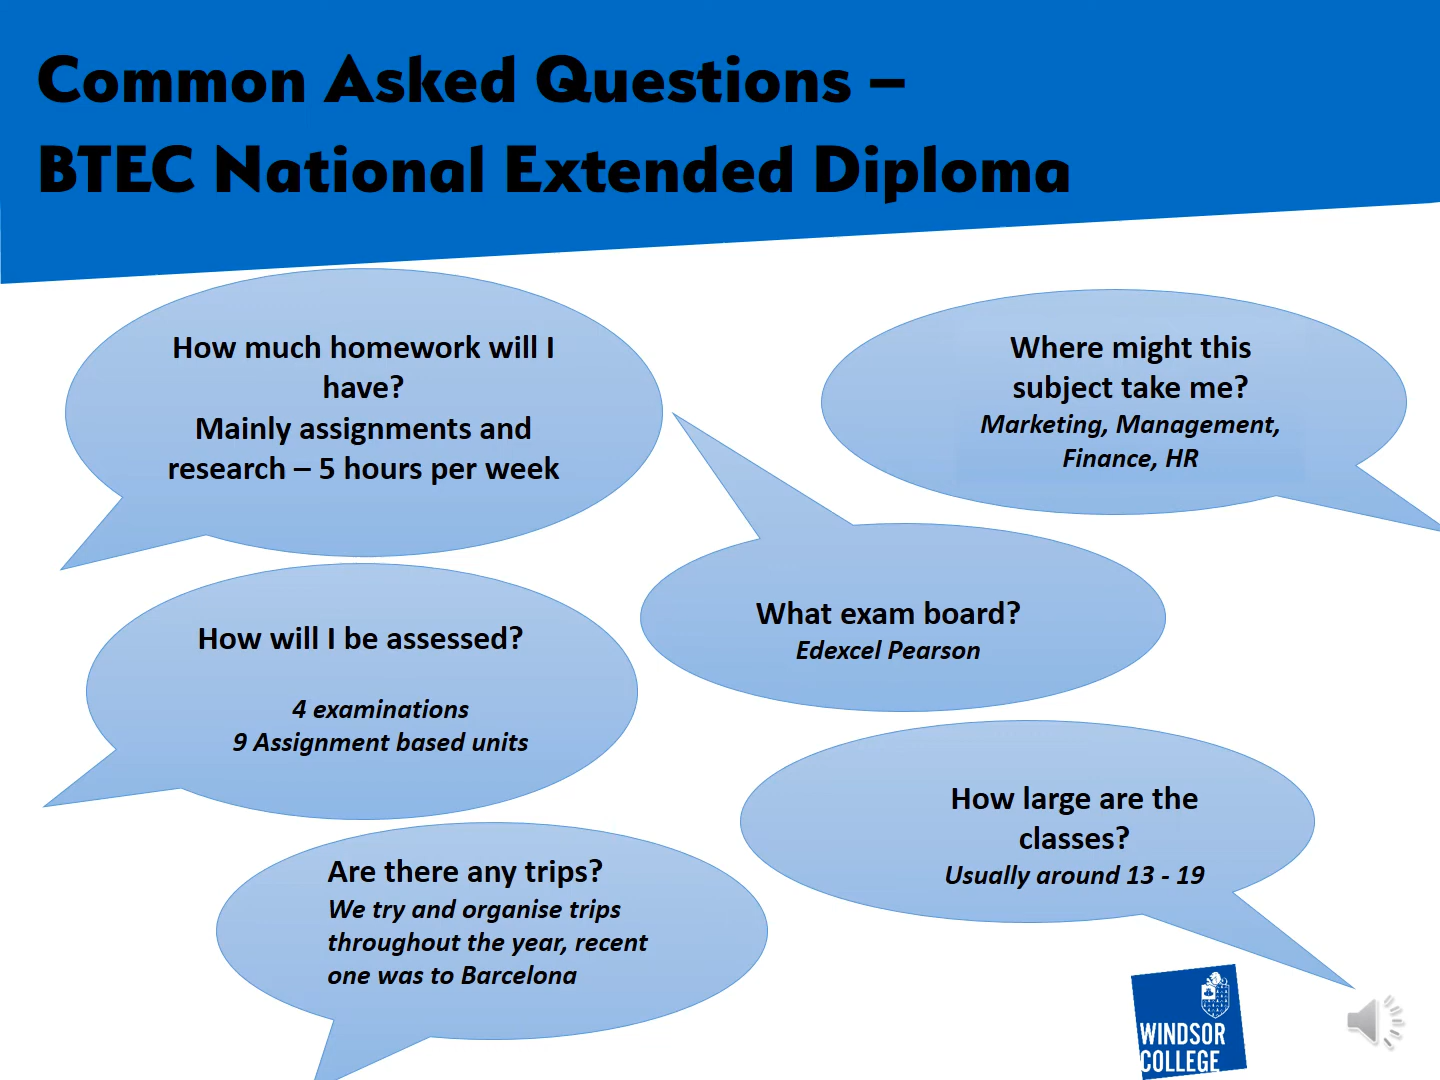 Common Asked Questions –
BTEC National Extended Diploma
How much homework will I
have?
Mainly assignments and
research – 5 hours per week
Where might this
subject take me?
Marketing, Management,
Finance, HR
What exam board?
Edexcel Pearson
How will I be assessed?
4 examinations
9 Assignment based units
How large are the
classes?
Usually around 13 - 19
Are there any trips?
We try and organise trips
throughout the year, recent
one was to Barcelona
WINDSOR
COLLEGE